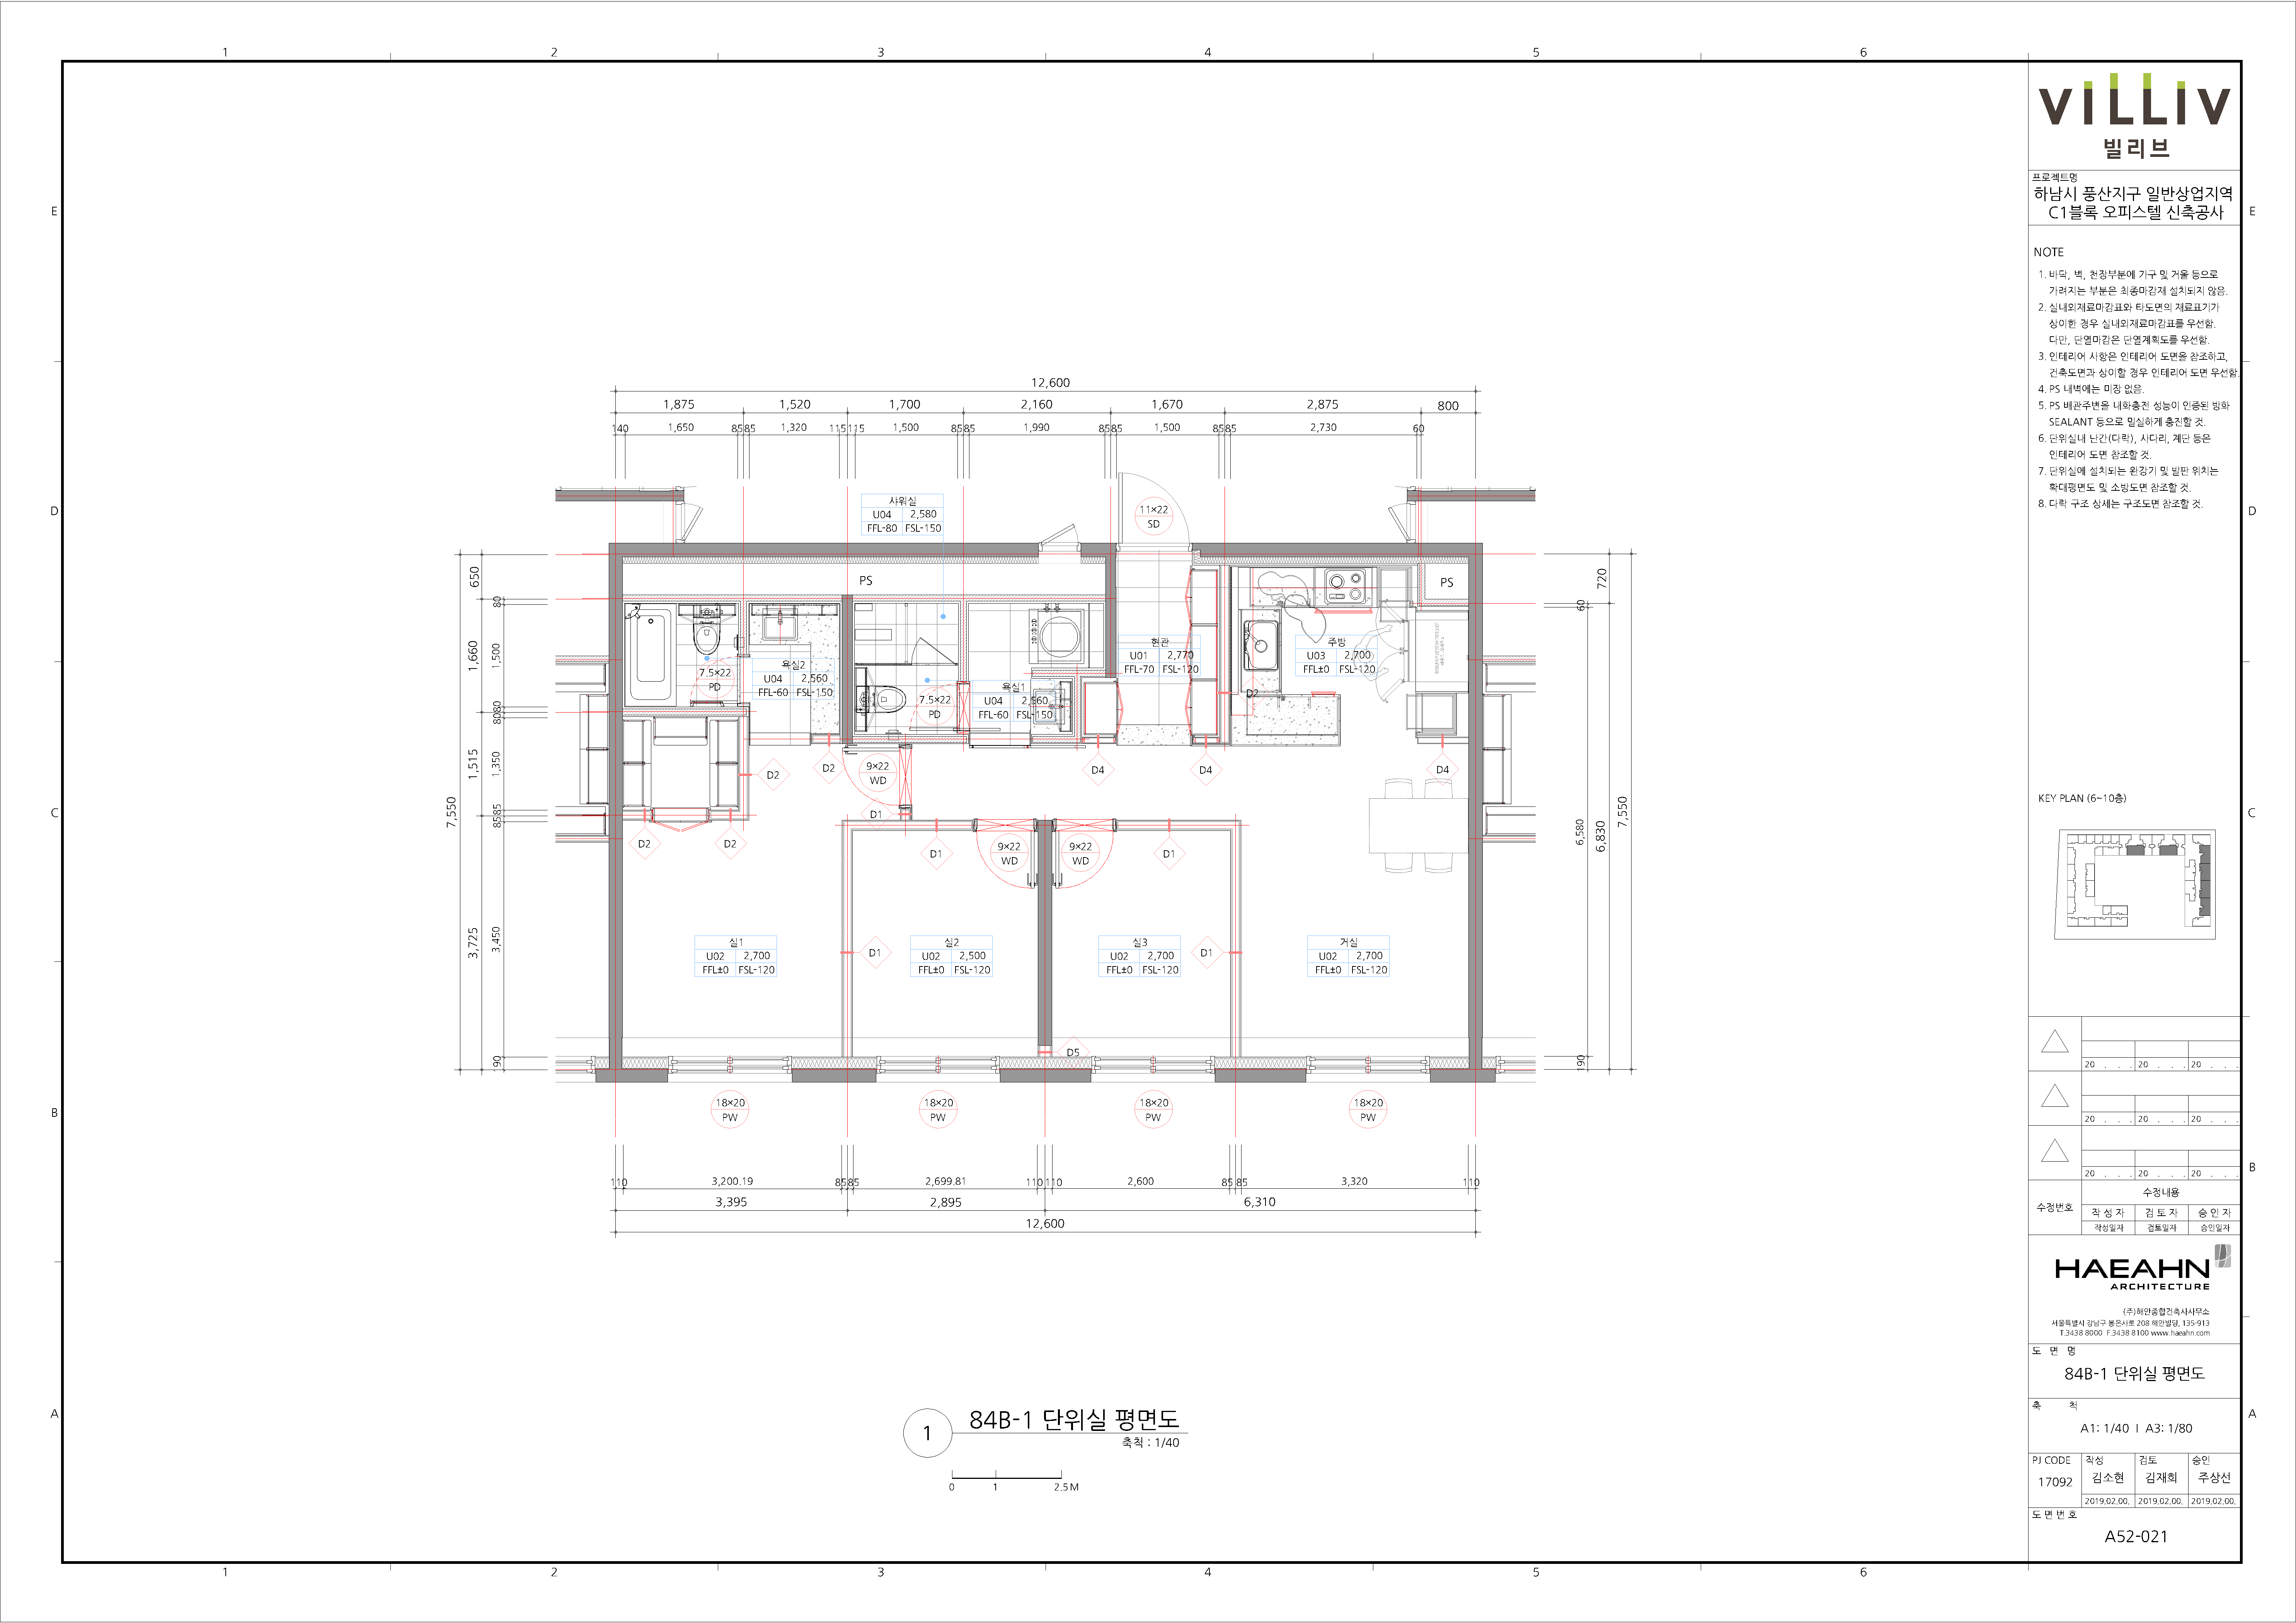 1 2 3 4 5 6
E
D
C
B
A
12,600
1,875 1,520 1,700 2,160 1,670 2,875 800
140 1,650 85 85 1,320 115 115 1,500 85 85 1,990 85 85 1,500 85 85 2,730 60
샤워실
U04 2,580
FFL-80 FSL-150
11×22
SD
PS
PS
650
80
1,660
1,500
80 80
1,515
1,350
85 85
7,550
3,725
3,450
190
720
60
6,580
6,830
7,550
190
7.5×22
PD
욕실2
U04 2,560
FFL-60 FSL-150
7.5×22
PD
욕실1
U04 2,560
FFL-60 FSL-150
현관
U01 2,770
FFL-70 FSL-120
주방
U03 2,700
FFL±0 FSL-120
D2
D2
D2
9×22
WD
D4
D4
D4
D1
D2
D2
D1
9×22
WD
9×22
WD
D1
실1
U02 2,700
FFL±0 FSL-120
D1
실2
U02 2,500
FFL±0 FSL-120
실3
U02 2,700
FFL±0 FSL-120
D1
거실
U02 2,700
FFL±0 FSL-120
D5
18×20
PW
18×20
PW
18×20
PW
18×20
PW
110 3,200.19 85 85 2,699.81 110 110 2,600 85 85 3,320 110
3,395 2,895 6,310
12,600
1
84B-1 단위실 평면도
축척 : 1/40
0 1 2.5 M
VILLIV
빌리브
프로젝트명
하남시 풍산지구 일반상업지역
C1블록 오피스텔 신축공사
NOTE
1. 바닥, 벽, 천장부분에 가구 및 거울 등으로
가려지는 부분은 최종마감재 설치되지 않음.
2. 실내외재료마감표와 타도면의 재료표기가
상이한 경우 실내외재료마감표를 우선함.
다만, 단열마감은 단열계획도를 우선함.
3. 인테리어 사항은 인테리어 도면을 참조하고,
건축도면과 상이할 경우 인테리어 도면 우선함.
4. PS 내벽에는 미장 없음.
5. PS 배관주변을 내화충전 성능이 인증된 방화
SEALANT 등으로 밀실하게 충진할 것.
6. 단위실내 난간(다락), 사다리, 계단 등은
인테리어 도면 참조할 것.
7. 단위실에 설치되는 완강기 및 발판 위치는
확대평면도 및 소방도면 참조할 것.
8. 다락 구조 상세는 구조도면 참조할 것.
KEY PLAN (6~10층)
20 . . . 20 . . . 20 . . .
20 . . . 20 . . . 20 . . .
20 . . . 20 . . . 20 . . .
수정번호
수정내용
작 성 자 검 토 자 승 인 자
작성일자 검토일자 승인일자
HAEAHN
ARCHITECTURE
(주)해안종합건축사사무소
서울특별시 강남구 봉은사로 208 해안빌딩, 135-913
T.3438 8000 F.3438 8100 www.haeahn.com
도 면 명
84B-1 단위실 평면도
축 척
A1: 1/40 I A3: 1/80
PJ CODE 작성 검토 승인
17092 김소현 김재희 주상선
2019.02.00. 2019.02.00. 2019.02.00.
도 면 번 호
A52-021
E
D
C
B
B
A
1 2 3 4 5 6